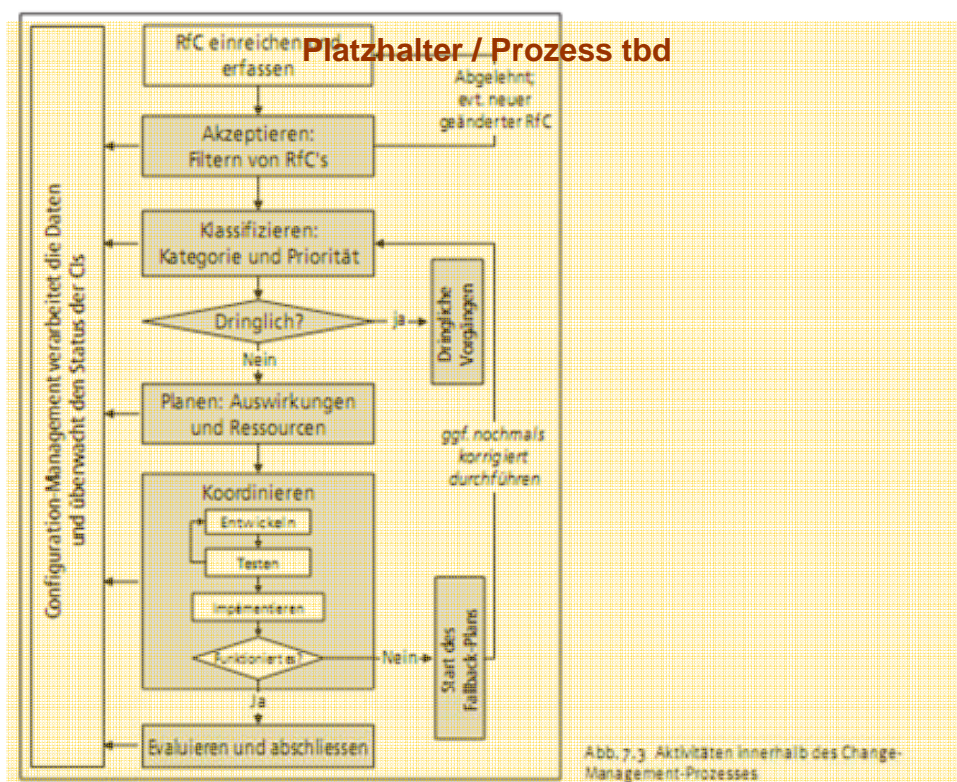 Platzhalter / Prozess tbd
RfC einreichen und
erfassen
Abgelehnt;
evt. neuer
geänderter RfC
Akzeptieren:
Filtern von RfC's
Klassifizieren:
Kategorie und Priorität
Dringlich?
ja
Dringliche
Vorgängen
Nein
Planen: Auswirkungen
und Ressourcen
ggf. nochmals
korrigiert
durchführen
Koordinieren
Entwickeln
Testen
Impementieren
Funktioniert es?
Nein
Start des
Fallback-Plans
Ja
Evaluieren und abschliessen
Configuration-Management verarbeitet die Daten
und überwacht den Status der CIs
Abb. 7.3 Aktivitäten innerhalb des Change-
Management-Prozesses